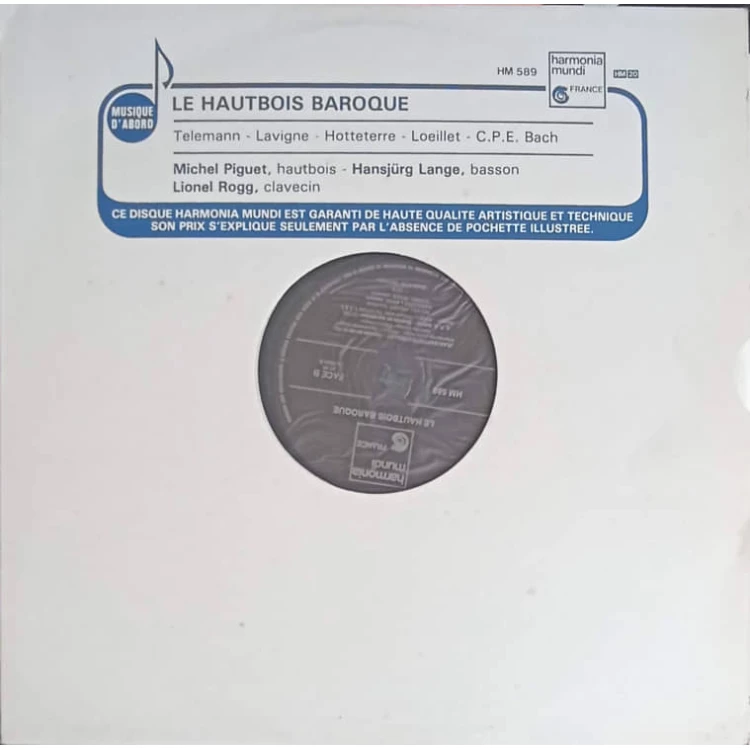 HM 589
harmonia
mundi
FRANCE
HM 20
MUSIQUE
D'ABORD
LE HAUTBOIS BAROQUE
Telemann - Lavigne - Hotteterre - Loeillet - C.P.E. Bach
Michel Piguet, hautbois - Hansjürg Lange, basson
Lionel Rogg, clavecin
CE DISQUE HARMONIA MUNDI EST GARANTI DE HAUTE QUALITE ARTISTIQUE ET TECHNIQUE
SON PRIX S'EXPLIQUE SEULEMENT PAR L'ABSENCE DE POCHETTE ILLUSTREE.
harmonia
mundi
FRANCE
LE HAUTBOIS BAROQUE
HM 589
FACE B